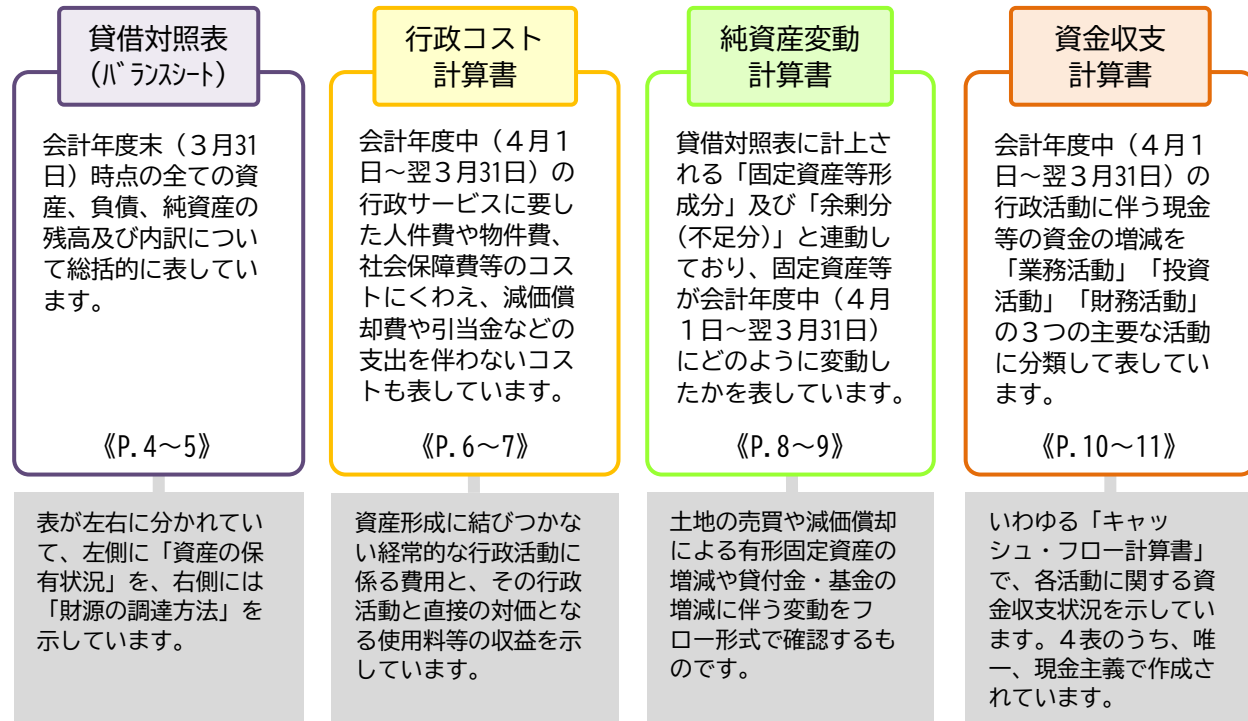 貸借対照表
(ﾊﾞﾗﾝｽｼｰﾄ)
会計年度末（３月31
日）時点の全ての資
産、負債、純資産の
残高及び内訳につい
て総括的に表してい
ます。
《P.4～5》
表が左右に分かれてい
て、左側に「資産の保
有状況」を、右側には
「財源の調達方法」を
示しています。
行政コスト
計算書
会計年度中（４月１
日～翌３月31日）の
行政サービスに要し
た人件費や物件費、
社会保障費等のコス
トにくわえ、減価償
却費や引当金などの
支出を伴わないコス
トも表しています。
《P.6～7》
資産形成に結びつかな
い経常的な行政活動に
係る費用と、その行政
活動と直接の対価とな
る使用料等の収益を示
しています。
純資産変動
計算書
貸借対照表に計上さ
れる「固定資産等形
成分」及び「余剰分
(不足分)」と連動し
ており、固定資産等
が会計年度中（４月
１日～翌３月31日）
にどのように変動し
たかを表しています。
《P.8～9》
土地の売買や減価償却
による有形固定資産の
増減や貸付金・基金の
増減に伴う変動をフ
ロー形式で確認するも
のです。
資金収支
計算書
会計年度中（４月１
日～翌３月31日）の
行政活動に伴う現金
等の資金の増減を
「業務活動」「投資
活動」「財務活動」
の３つの主要な活動
に分類して表してい
ます。
《P.10～11》
いわゆる「キャッ
シュ・フロー計算書」
で、各活動に関する資
金収支状況を示してい
ます。４表のうち、唯
一、現金主義で作成さ
れています。